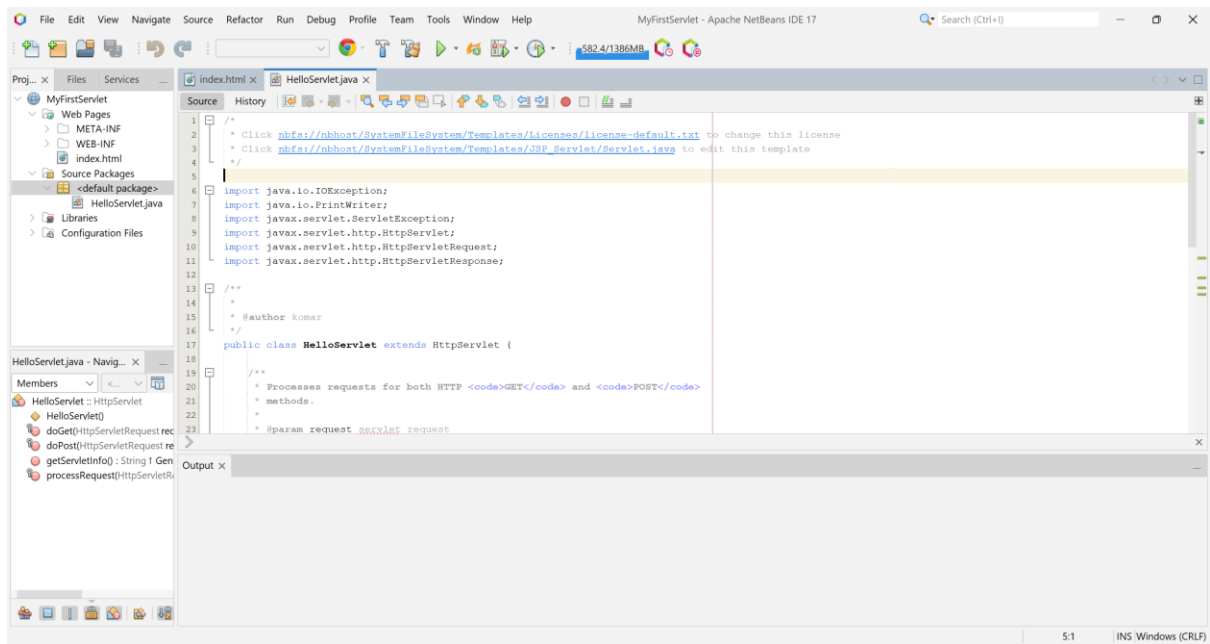 File Edit View Navigate Source Refactor Run Debug Profile Team Tools Window Help MyFirstServlet - Apache NetBeans IDE 17 Search (Ctrl+I)
582.4/1386MB
Proj... Files Services
MyFirstServlet
Web Pages
META-INF
WEB-INF
index.html
Source Packages
<default package>
HelloServlet.java
Libraries
Configuration Files
index.html HelloServlet.java
Source History
1 /*
2 * Click nbfs://nbhost/SystemFileSystem/Templates/Licenses/license-default.txt to change this license
3 * Click nbfs://nbhost/SystemFileSystem/Templates/JSP_Servlet/Servlet.java to edit this template
4 */
5
6 import java.io.IOException;
7 import java.io.PrintWriter;
8 import javax.servlet.ServletException;
9 import javax.servlet.http.HttpServlet;
10 import javax.servlet.http.HttpServletRequest;
11 import javax.servlet.http.HttpServletResponse;
12
13 /**
14 *
15 * @author komar
16 */
17 public class HelloServlet extends HttpServlet {
18
19 /**
20 * Processes requests for both HTTP <code>GET</code> and <code>POST</code>
21 * methods.
22 *
23 * @param request servlet request
HelloServlet.java - Navig...
Members <...
HelloServlet :: HttpServlet
HelloServlet()
doGet(HttpServletRequest rec
doPost(HttpServletRequest re
getServletInfo() : String ↑ Gen
processRequest(HttpServletR
Output
5:1 INS Windows (CRLF)